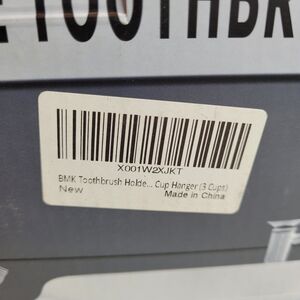 E TOOTHBR
X001W2XJKT
BMK Toothbrush Holde... Cup Hanger (3 Cups)
New Made in China